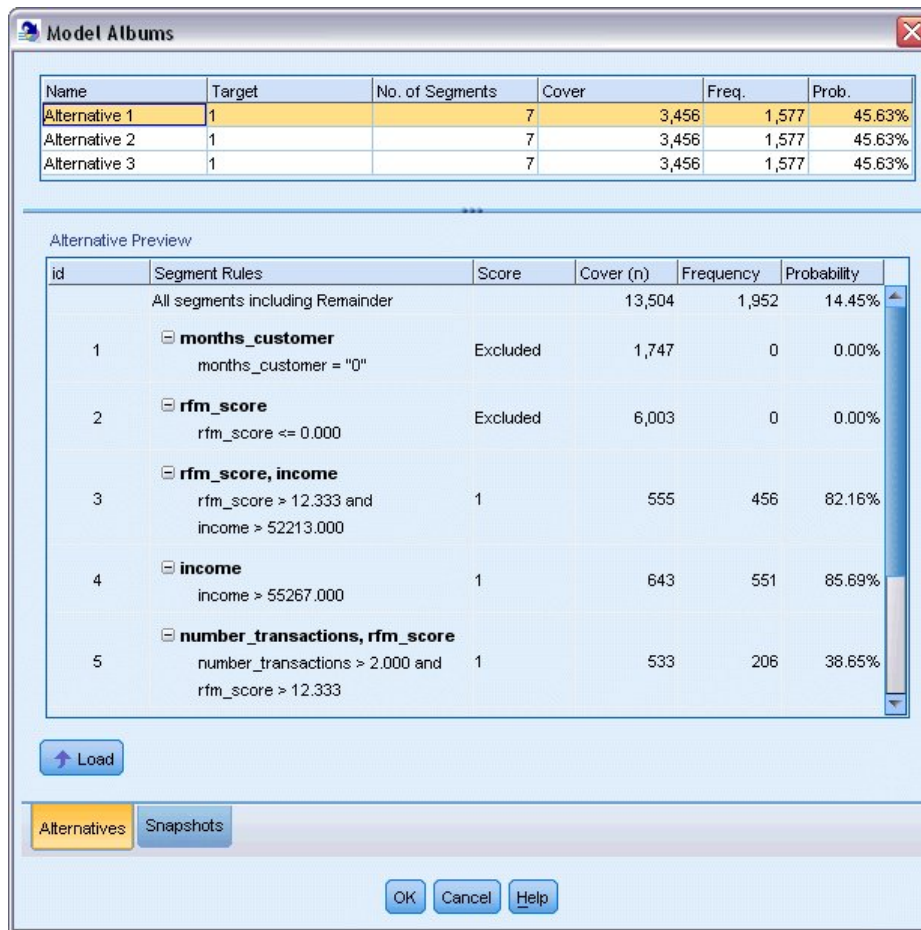 Model Albums
Name Target No. of Segments Cover Freq. Prob.
Alternative 1 1 7 3,456 1,577 45.63%
Alternative 2 1 7 3,456 1,577 45.63%
Alternative 3 1 7 3,456 1,577 45.63%
Alternative Preview
id Segment Rules Score Cover (n) Frequency Probability
All segments including Remainder 13,504 1,952 14.45%
months_customer
1 Excluded 1,747 0 0.00%
months_customer = "0"
rfm_score
2 Excluded 6,003 0 0.00%
rfm_score <= 0.000
rfm_score, income
3 rfm_score > 12.333 and 1 555 456 82.16%
income > 52213.000
income
4 1 643 551 85.69%
income > 55267.000
number_transactions, rfm_score
5 number_transactions > 2.000 and 1 533 206 38.65%
rfm_score > 12.333
Load
Alternatives Snapshots
OK Cancel Help